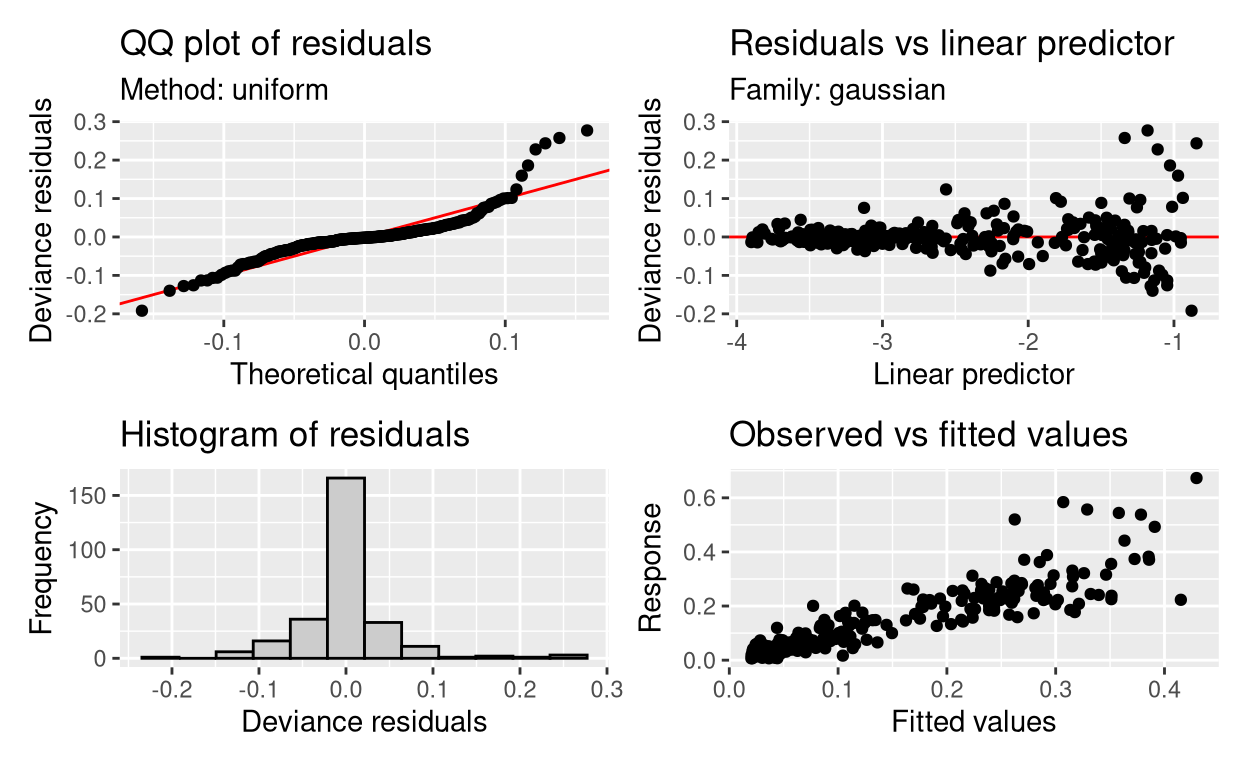 QQ plot of residuals
Method: uniform
Deviance residuals
0.3
0.2
0.1
0.0
-0.1
-0.2
-0.1
0.0
0.1
Theoretical quantiles
Residuals vs linear predictor
Family: gaussian
Deviance residuals
0.3
0.2
0.1
0.0
-0.1
-0.2
-4
-3
-2
-1
Linear predictor
Histogram of residuals
Frequency
150
100
50
0
-0.2
-0.1
0.0
0.1
0.2
0.3
Deviance residuals
Observed vs fitted values
Response
0.6
0.4
0.2
0.0
0.0
0.1
0.2
0.3
0.4
Fitted values